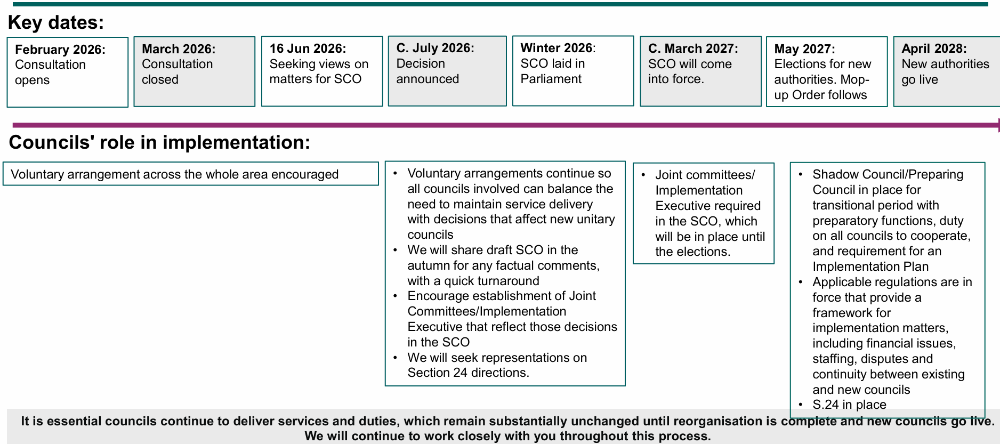 Key dates:
February 2026:
Consultation
opens
March 2026:
Consultation
closed
16 Jun 2026:
Seeking views on
matters for SCO
C. July 2026:
Decision
announced
Winter 2026:
SCO laid in
Parliament
C. March 2027:
SCO will come
into force.
May 2027:
Elections for new
authorities. Mop-
up Order follows
April 2028:
New authorities
go live
Councils' role in implementation:
Voluntary arrangement across the whole area encouraged
• Voluntary arrangements continue so
all councils involved can balance the
need to maintain service delivery
with decisions that affect new unitary
councils
• We will share draft SCO in the
autumn for any factual comments,
with a quick turnaround
• Encourage establishment of Joint
Committees/Implementation
Executive that reflect those decisions
in the SCO
• We will seek representations on
Section 24 directions.
• Joint committees/
Implementation
Executive required
in the SCO, which
will be in place until
the elections.
• Shadow Council/Preparing
Council in place for
transitional period with
preparatory functions, duty
on all councils to cooperate,
and requirement for an
Implementation Plan
• Applicable regulations are in
force that provide a
framework for
implementation matters,
including financial issues,
staffing, disputes and
continuity between existing
and new councils
• S.24 in place
It is essential councils continue to deliver services and duties, which remain substantially unchanged until reorganisation is complete and new councils go live.
We will continue to work closely with you throughout this process.